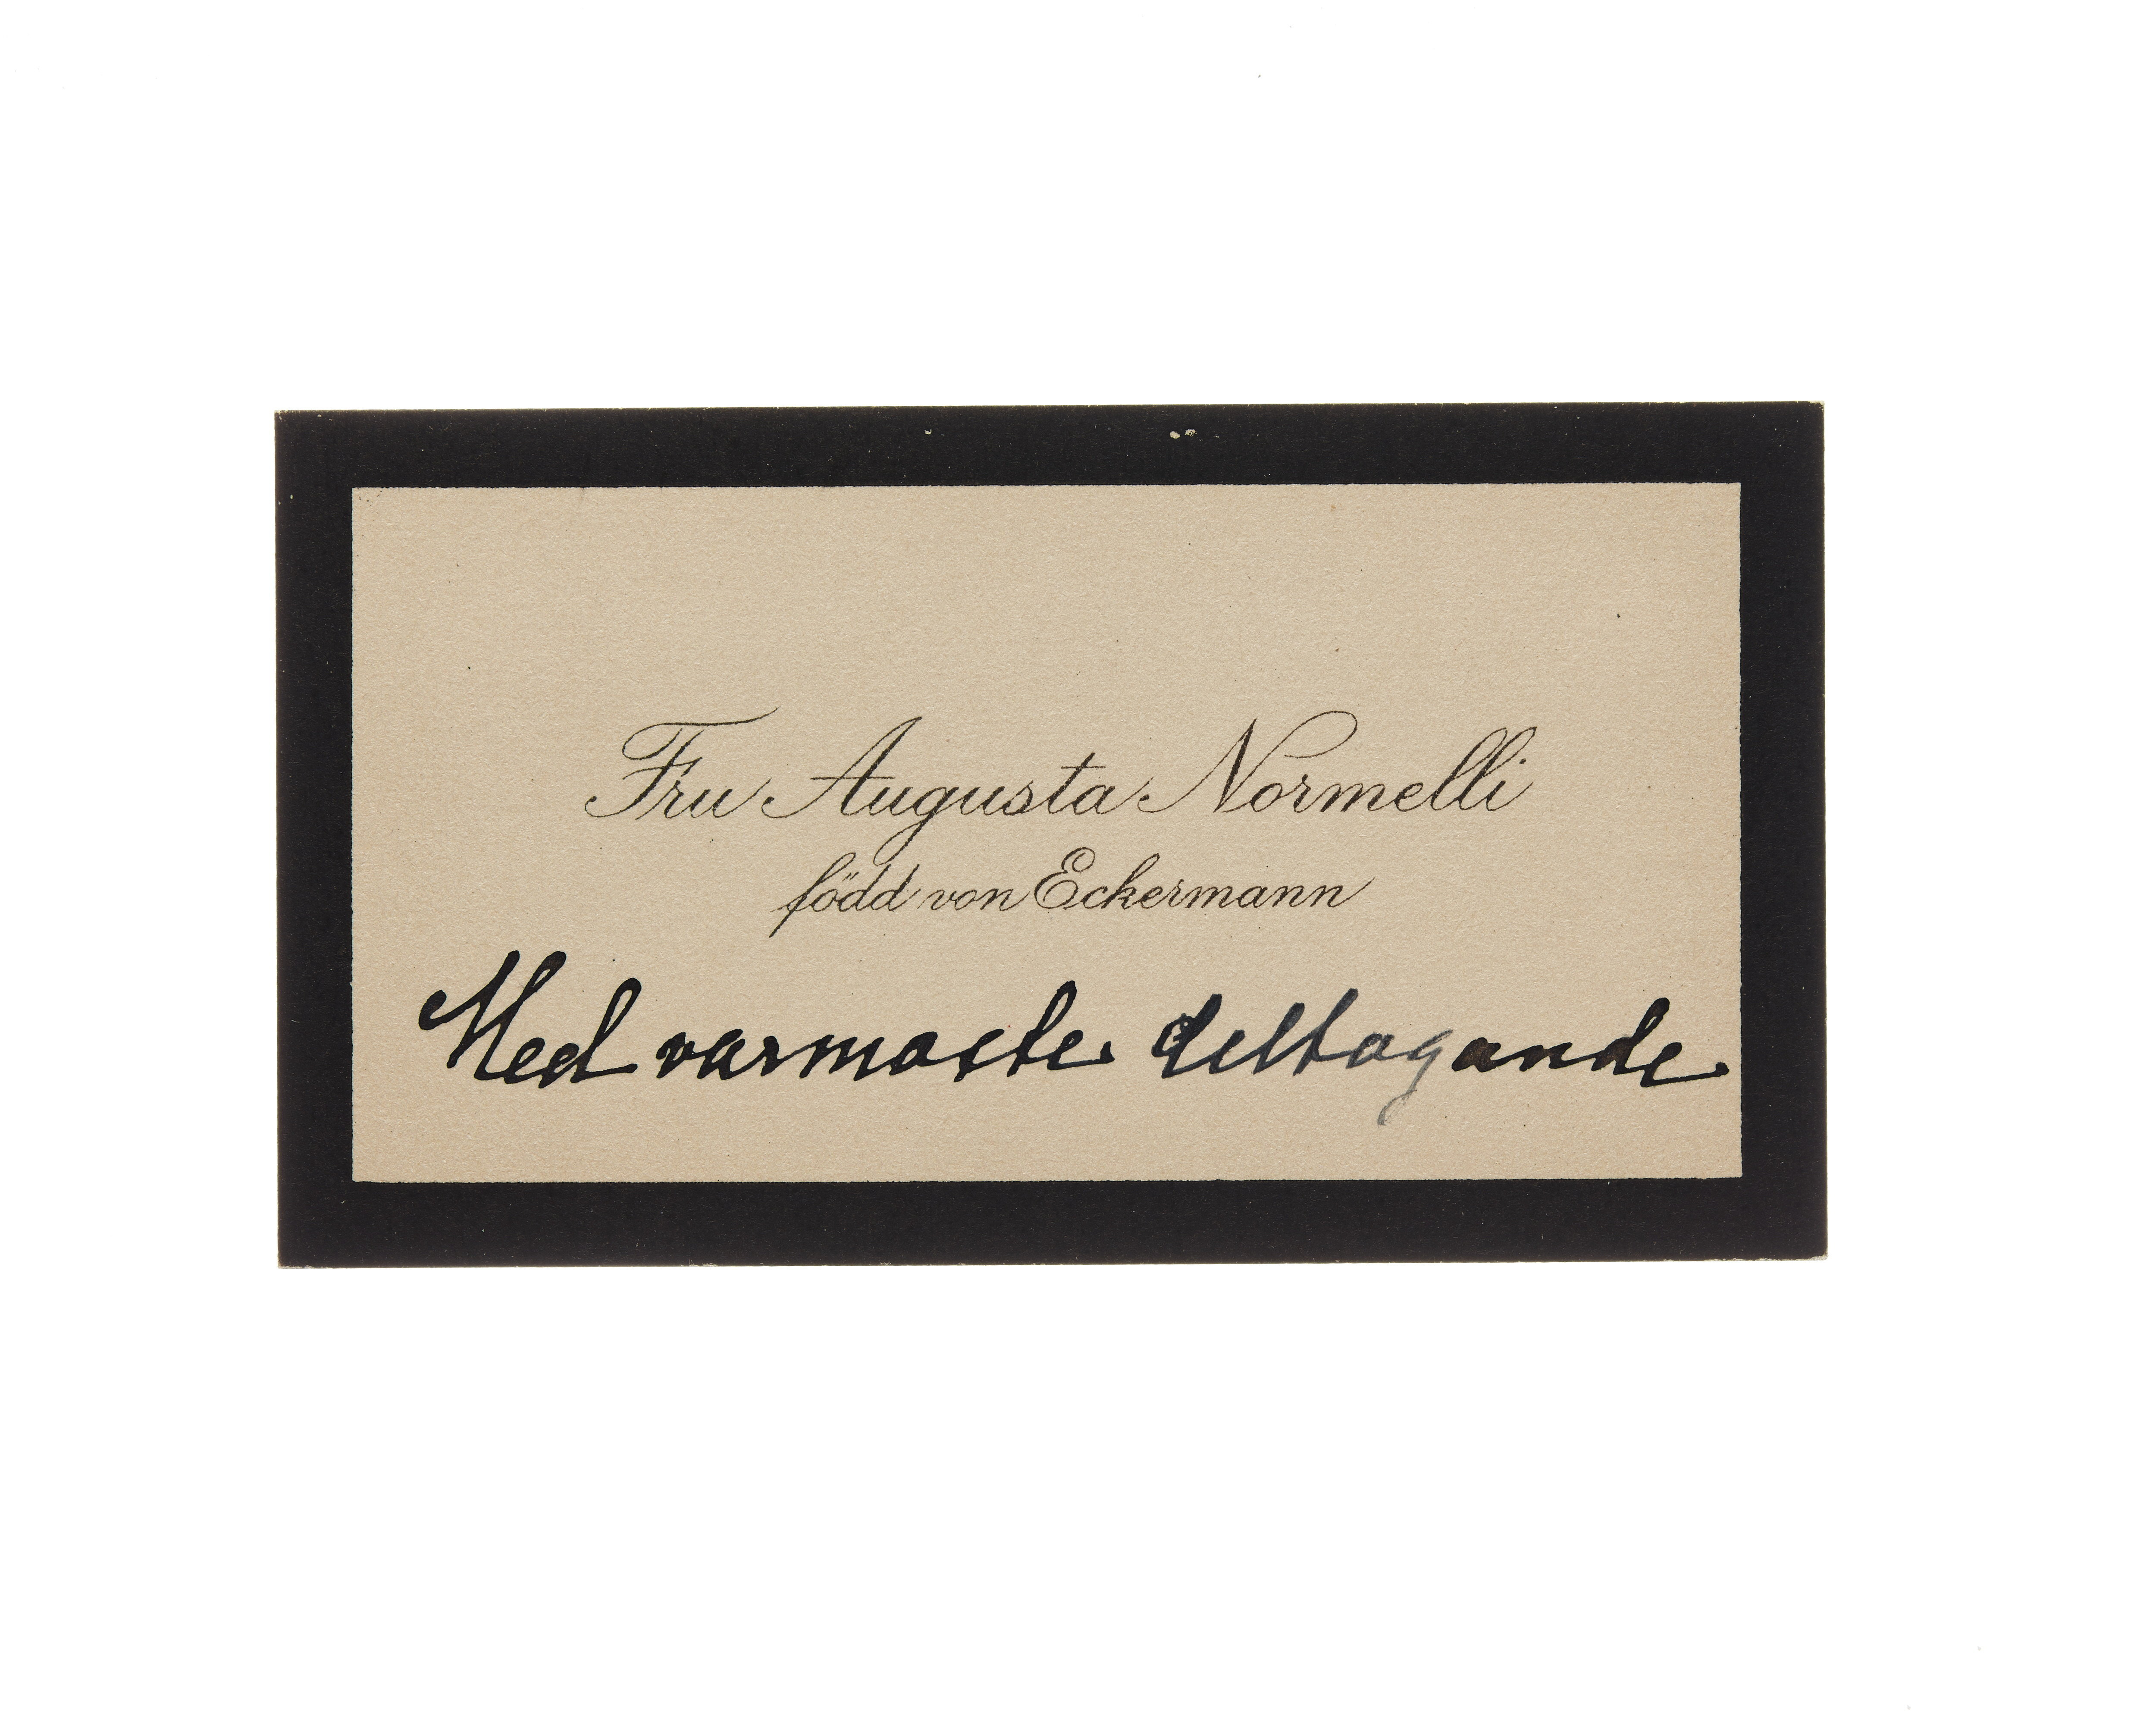 Fru Augusta Normelli
född von Eckermann
Med varmaste deltagande